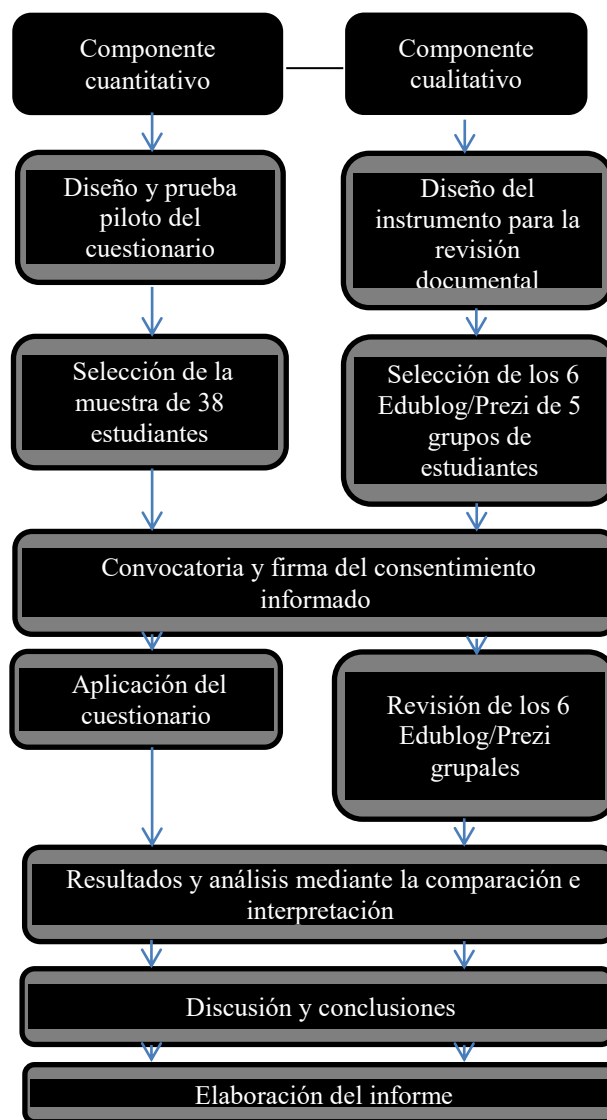 Componente
cuantitativo
Componente
cualitativo
Diseño y prueba
piloto del
cuestionario
Diseño del
instrumento para la
revisión
documental
Selección de la
muestra de 38
estudiantes
Selección de los 6
Edublog/Prezi de 5
grupos de
estudiantes
Convocatoria y firma del consentimiento
informado
Aplicación del
cuestionario
Revisión de los 6
Edublog/Prezi
grupales
Resultados y análisis mediante la comparación e
interpretación
Discusión y conclusiones
Elaboración del informe